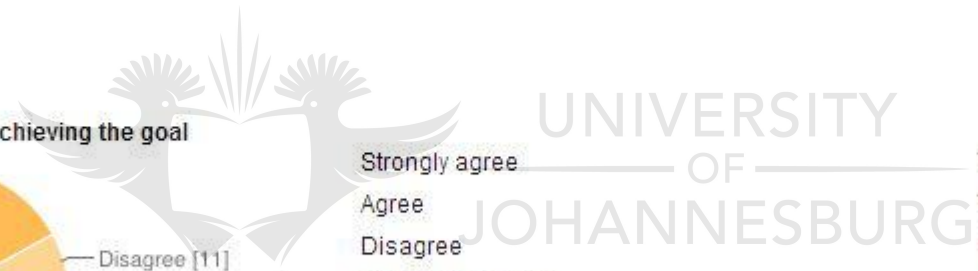 UNIVERSITY
OF
JOHANNESBURG
chieving the goal
Strongly agree
Agree
Disagree
Disagree [11]